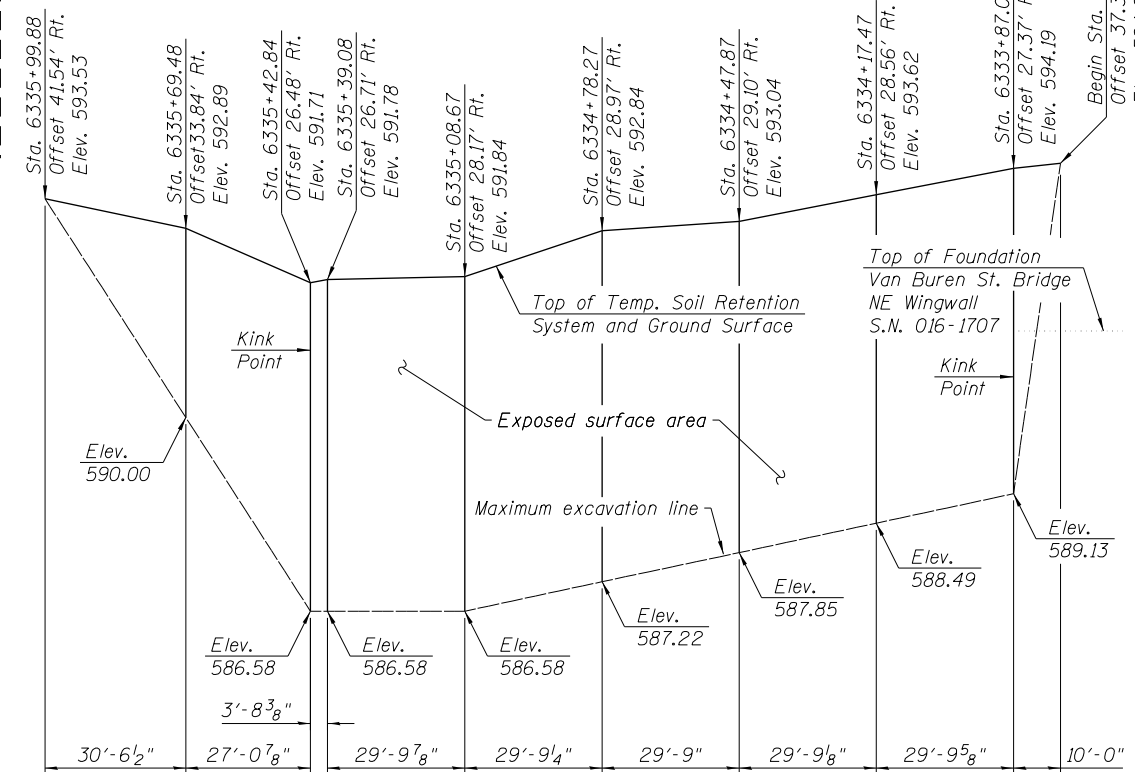 Sta. 6335+99.88
Offset 41.54' Rt.
Elev. 593.53
Sta. 6335+69.48
Offset 33.84' Rt.
Elev. 592.89
Sta. 6335+42.84
Offset 26.48' Rt.
Elev. 591.71
Sta. 6335+39.08
Offset 26.71' Rt.
Elev. 591.78
Sta. 6335+08.67
Offset 28.17' Rt.
Elev. 591.84
Sta. 6334+78.27
Offset 28.97' Rt.
Elev. 592.84
Sta. 6334+47.87
Offset 29.10' Rt.
Elev. 593.04
Sta. 6334+17.47
Offset 28.56' Rt.
Elev. 593.62
Sta. 6333+87.0
Offset 27.37' R
Elev. 594.19
Begin Sta.
Offset 37.3
Top of Foundation
Van Buren St. Bridge
NE Wingwall
S.N. 016-1707
Top of Temp. Soil Retention
System and Ground Surface
Kink
Point
Kink
Point
Exposed surface area
Elev.
590.00
Maximum excavation line
Elev.
589.13
Elev.
588.49
Elev.
587.85
Elev.
587.22
Elev.
586.58
Elev.
586.58
Elev.
586.58
3'-8 3/8"
30'-6 1/2"
27'-0 7/8"
29'-9 7/8"
29'-9 1/4"
29'-9"
29'-9 1/8"
29'-9 5/8"
10'-0"